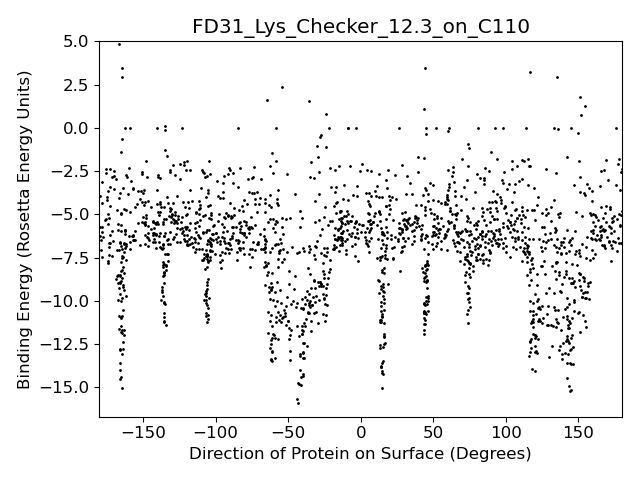 FD31_Lys_Checker_12.3_on_C110
5.0
2.5
0.0
−2.5
−5.0
−7.5
−10.0
−12.5
−15.0
Binding Energy (Rosetta Energy Units)
−150 −100 −50 0 50 100 150
Direction of Protein on Surface (Degrees)